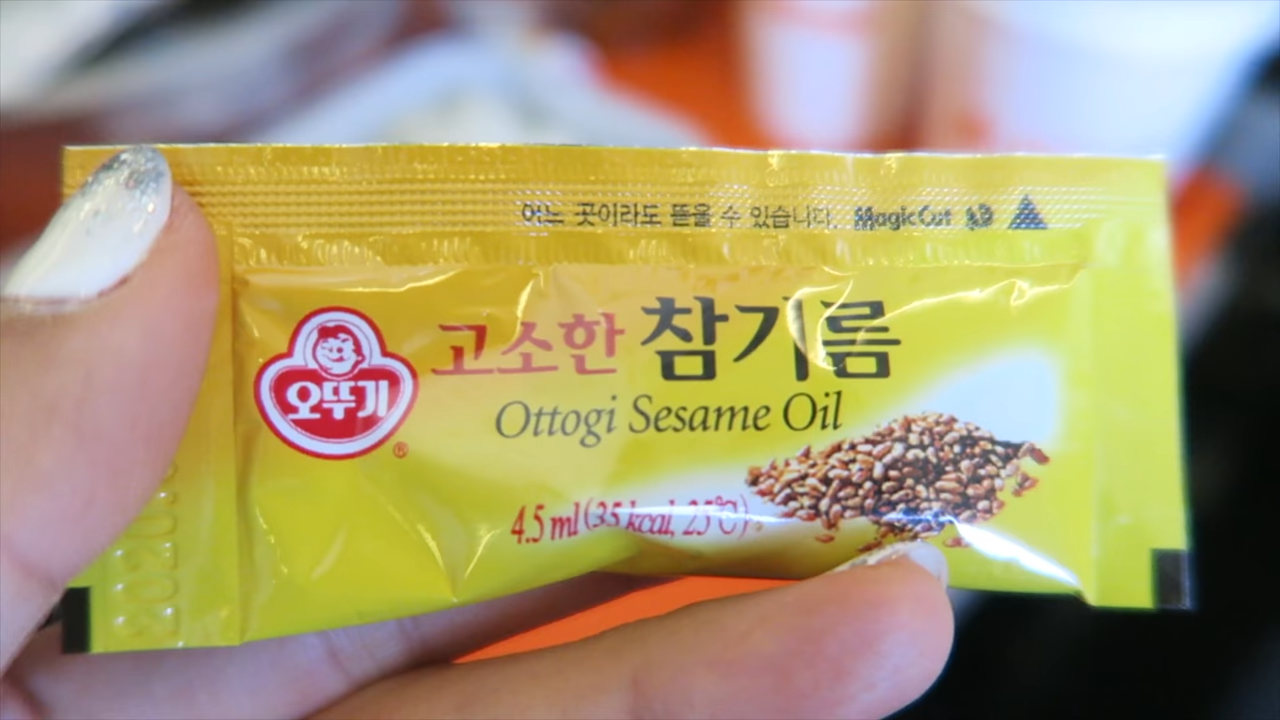 어느 곳이라도 뜯을 수 있습니다. MagicCut
오뚜기
®
고소한 참기름
Ottogi Sesame Oil
4.5 ml (35 kcal, 25℃)